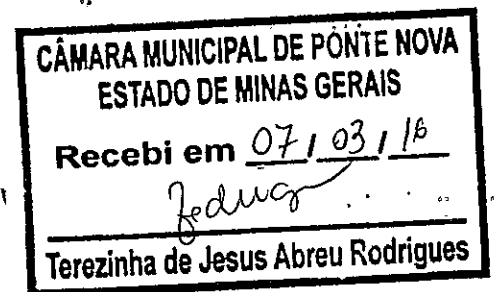 CÂMARA MUNICIPAL DE PONTE NOVA
ESTADO DE MINAS GERAIS
Recebi em 07 / 03 / 16
Terezinha de Jesus Abreu Rodrigues